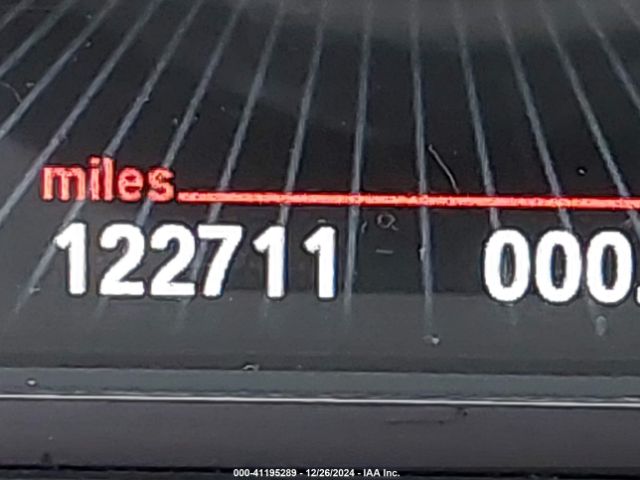 miles
122711 000.
000-41195289 - 12/26/2024 - IAA Inc.